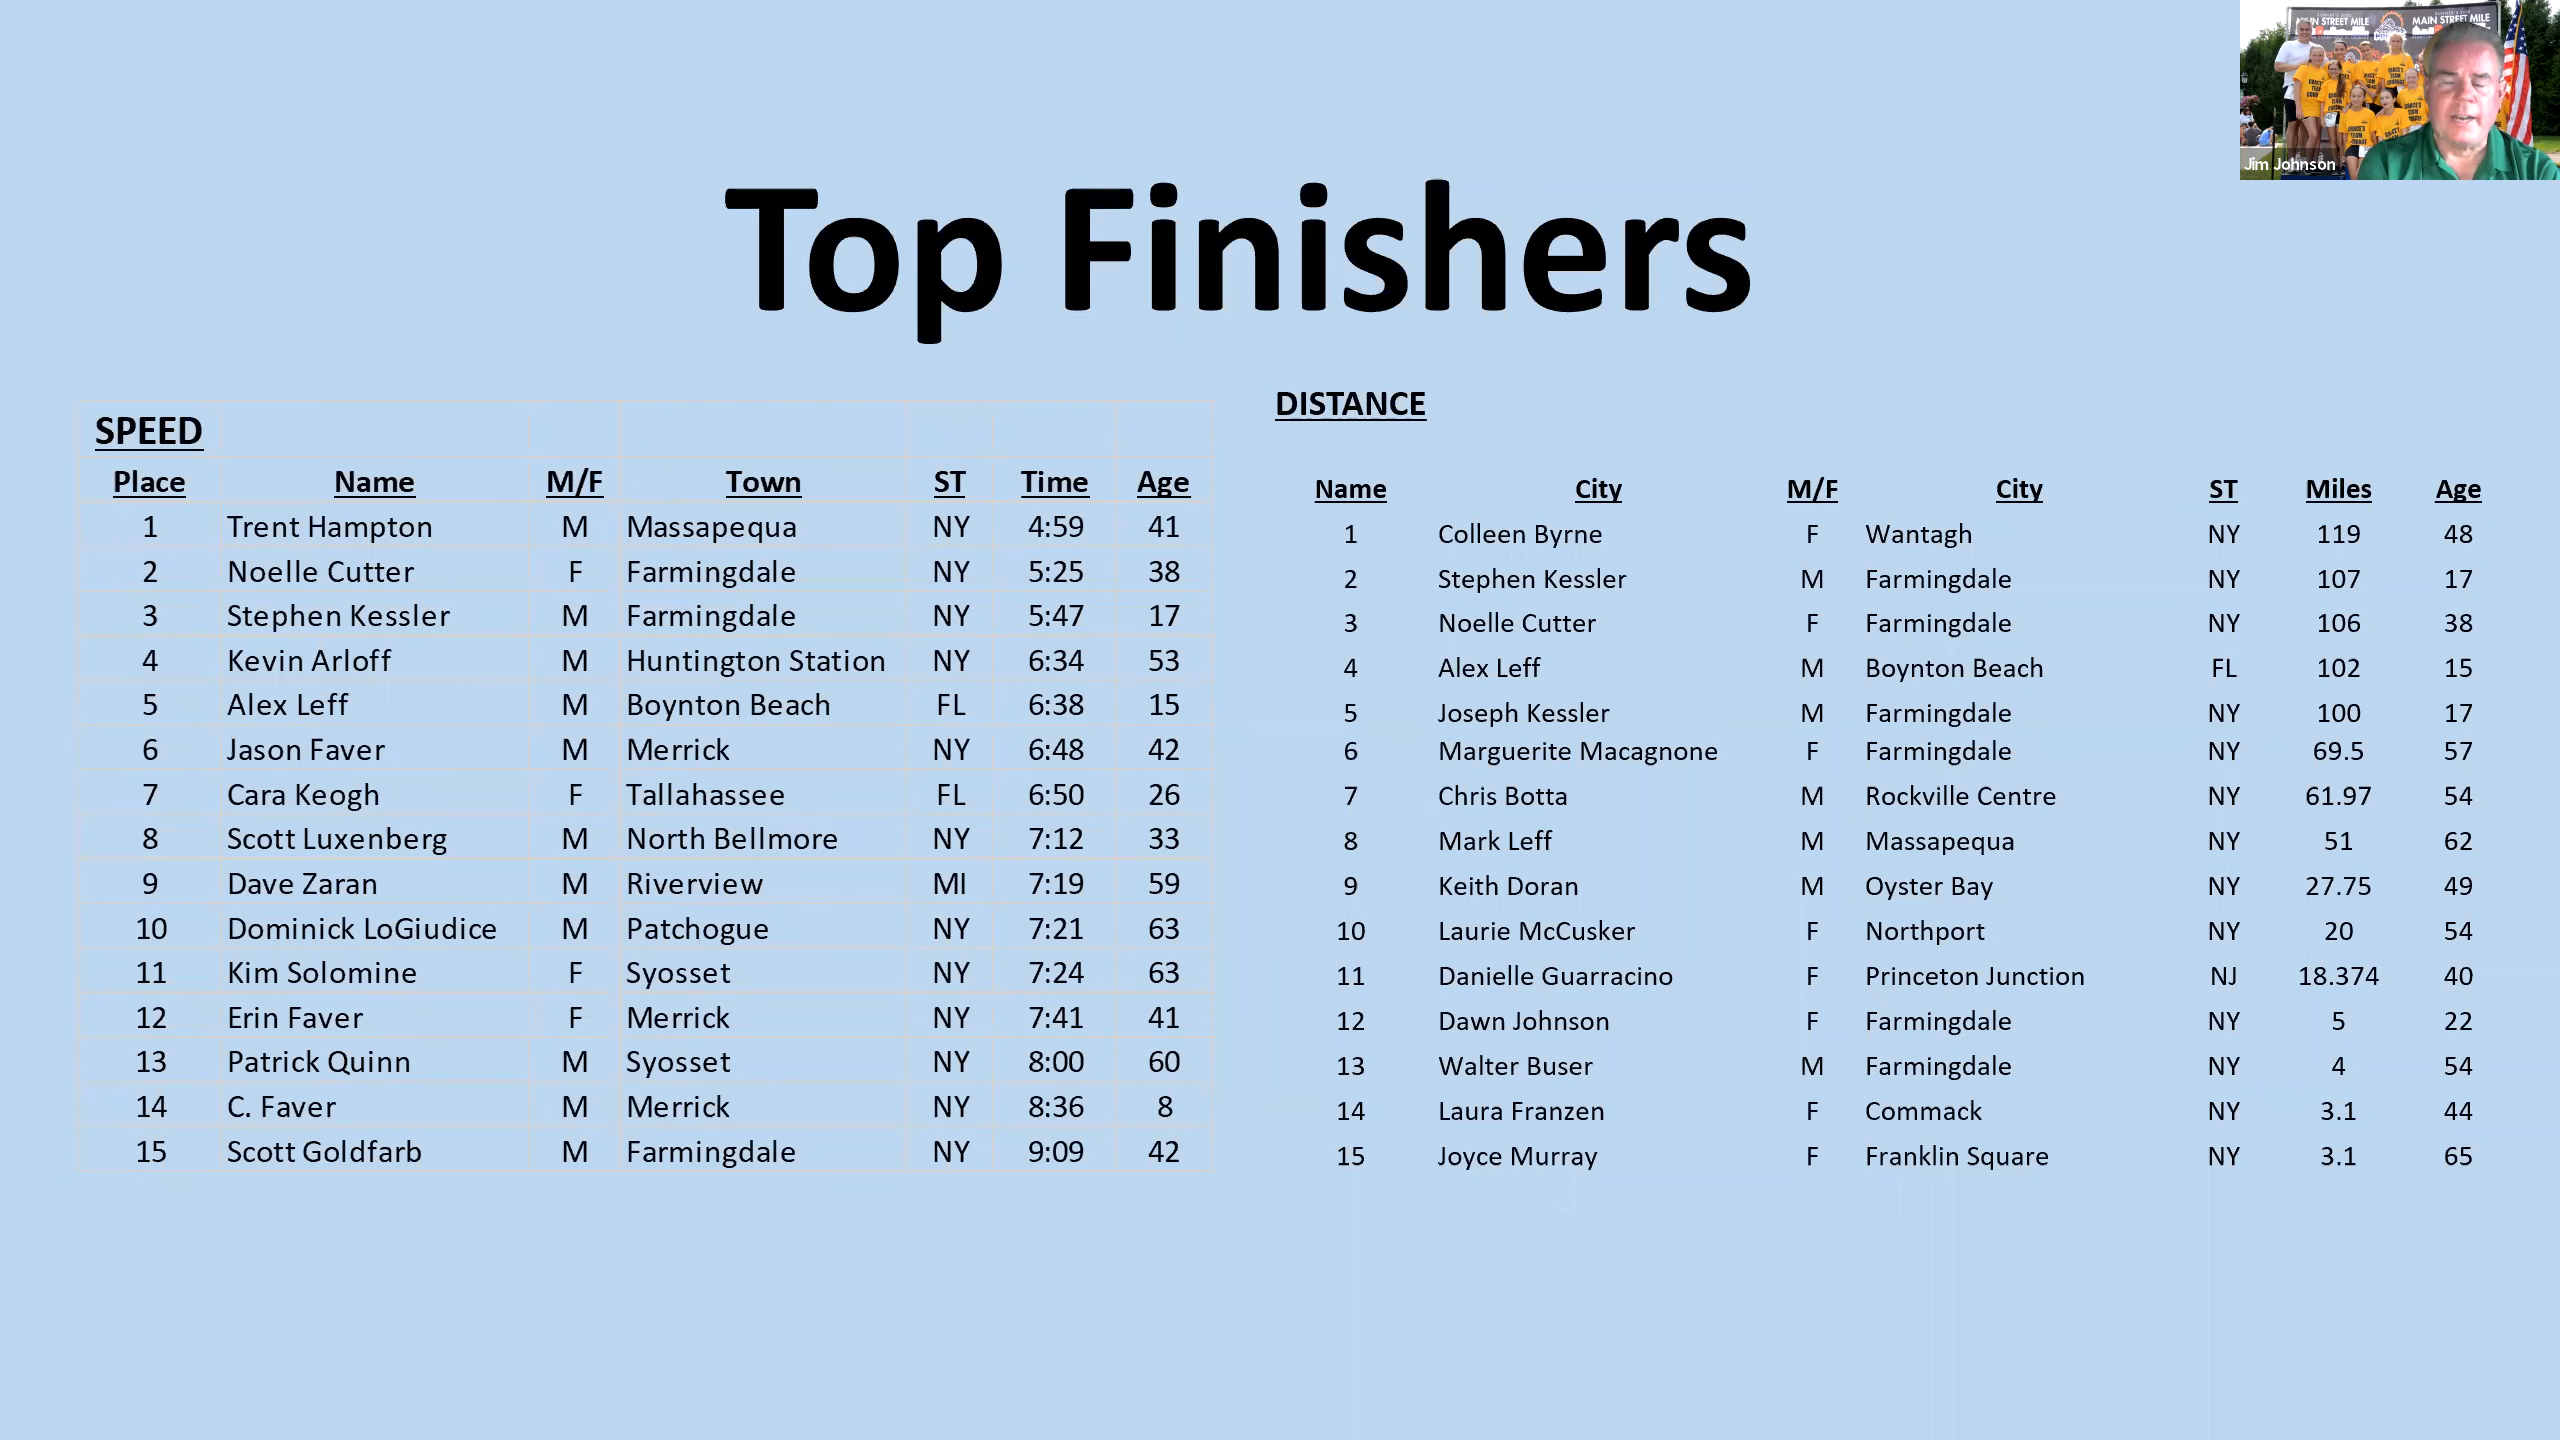 MAIN STREET MILE MAIN STREET MILE
Jim Johnson
Top Finishers
SPEED
Place Name M/F Town ST Time Age
1 Trent Hampton M Massapequa NY 4:59 41
2 Noelle Cutter F Farmingdale NY 5:25 38
3 Stephen Kessler M Farmingdale NY 5:47 17
4 Kevin Arloff M Huntington Station NY 6:34 53
5 Alex Leff M Boynton Beach FL 6:38 15
6 Jason Faver M Merrick NY 6:48 42
7 Cara Keogh F Tallahassee FL 6:50 26
8 Scott Luxenberg M North Bellmore NY 7:12 33
9 Dave Zaran M Riverview MI 7:19 59
10 Dominick LoGiudice M Patchogue NY 7:21 63
11 Kim Solomine F Syosset NY 7:24 63
12 Erin Faver F Merrick NY 7:41 41
13 Patrick Quinn M Syosset NY 8:00 60
14 C. Faver M Merrick NY 8:36 8
15 Scott Goldfarb M Farmingdale NY 9:09 42
DISTANCE
Name City M/F City ST Miles Age
1 Colleen Byrne F Wantagh NY 119 48
2 Stephen Kessler M Farmingdale NY 107 17
3 Noelle Cutter F Farmingdale NY 106 38
4 Alex Leff M Boynton Beach FL 102 15
5 Joseph Kessler M Farmingdale NY 100 17
6 Marguerite Macagnone F Farmingdale NY 69.5 57
7 Chris Botta M Rockville Centre NY 61.97 54
8 Mark Leff M Massapequa NY 51 62
9 Keith Doran M Oyster Bay NY 27.75 49
10 Laurie McCusker F Northport NY 20 54
11 Danielle Guarracino F Princeton Junction NJ 18.374 40
12 Dawn Johnson F Farmingdale NY 5 22
13 Walter Buser M Farmingdale NY 4 54
14 Laura Franzen F Commack NY 3.1 44
15 Joyce Murray F Franklin Square NY 3.1 65